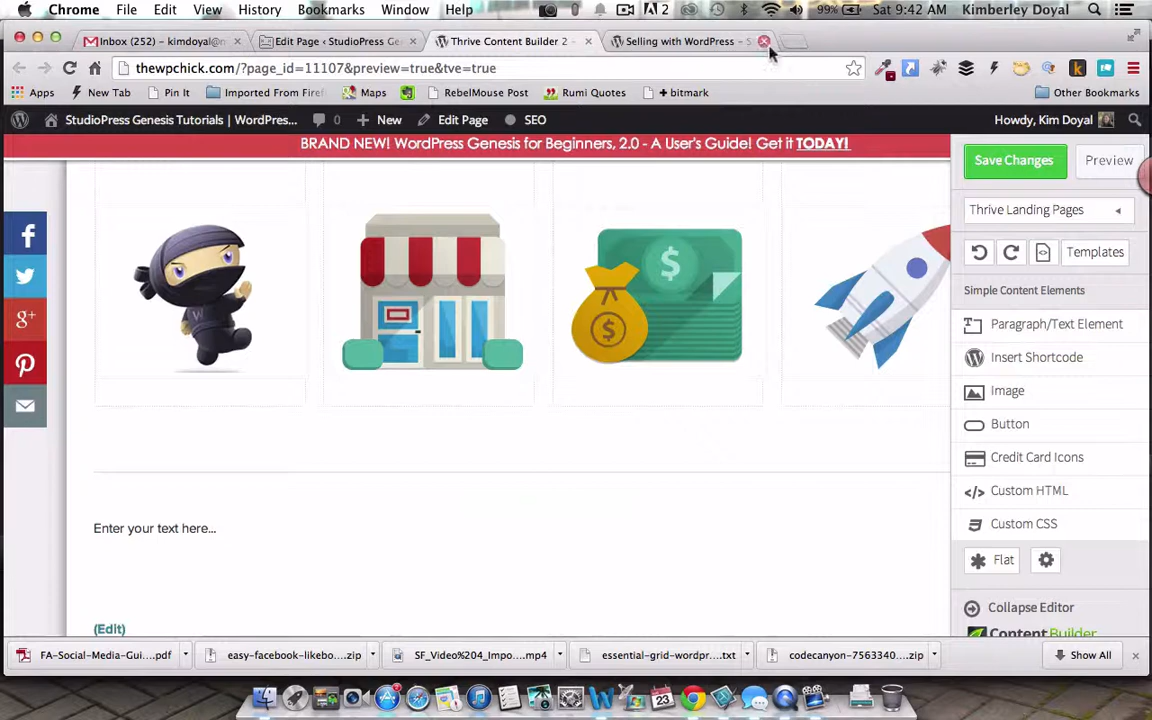 Chrome File Edit View History Bookmarks Window Help 2 99% Sat 9:42 AM Kimberley Doyal
Inbox (252) – kimdoyal@gm
Edit Page ‹ StudioPress Ge
Thrive Content Builder 2 -
Selling with WordPress – S
thewpchick.com/?page_id=11107&preview=true&tve=true
Apps New Tab Pin It Imported From Firef Maps RebelMouse Post Rumi Quotes + bitmark Other Bookmarks
StudioPress Genesis Tutorials | WordPres... 0 New Edit Page SEO Howdy, Kim Doyal
BRAND NEW! WordPress Genesis for Beginners, 2.0 - A User's Guide! Get it TODAY!
Save Changes Preview
Thrive Landing Pages
Templates
Simple Content Elements
Paragraph/Text Element
Insert Shortcode
Image
Button
Credit Card Icons
Custom HTML
Custom CSS
Flat
Collapse Editor
Content Builder
Enter your text here...
(Edit)
FA-Social-Media-Gui....pdf easy-facebook-likebo....zip SF_Video%204_Impo....mp4 essential-grid-wordpr....txt codecanyon-7563340....zip Show All